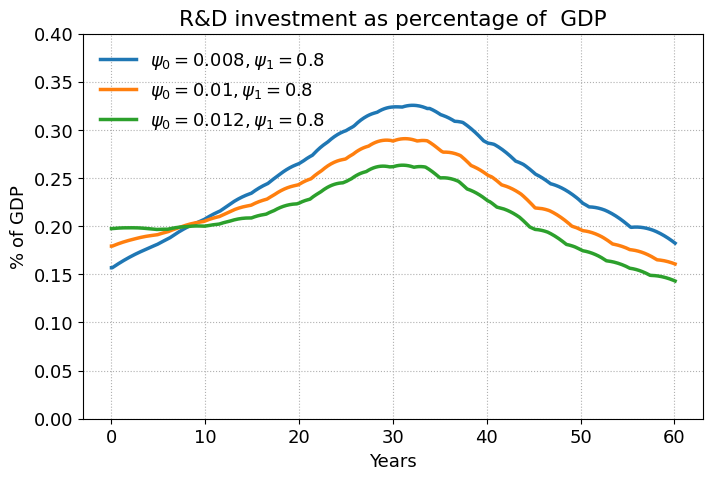 R&D investment as percentage of  GDP
% of GDP
0.40
0.35
0.30
0.25
0.20
0.15
0.10
0.05
0.00
ψ₀ = 0.008, ψ₁ = 0.8
ψ₀ = 0.01, ψ₁ = 0.8
ψ₀ = 0.012, ψ₁ = 0.8
0 10 20 30 40 50 60
Years